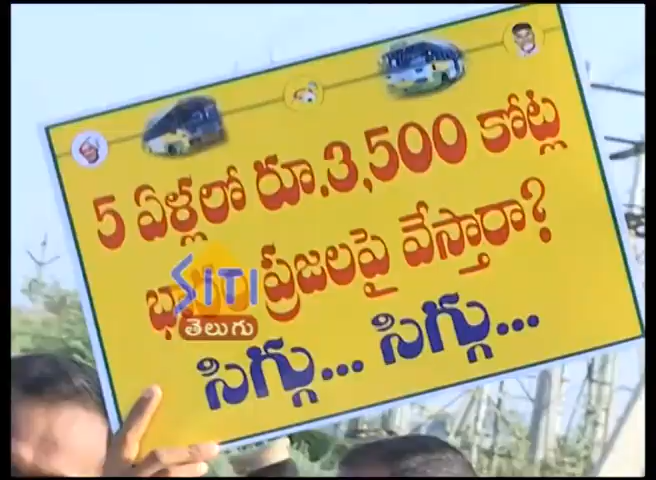 5 ఏళ్లలో రూ.3,500 కోట్ల
భారం ప్రజలపై వేస్తారా?
సిగ్గు... సిగ్గు...
SITI
తెలుగు